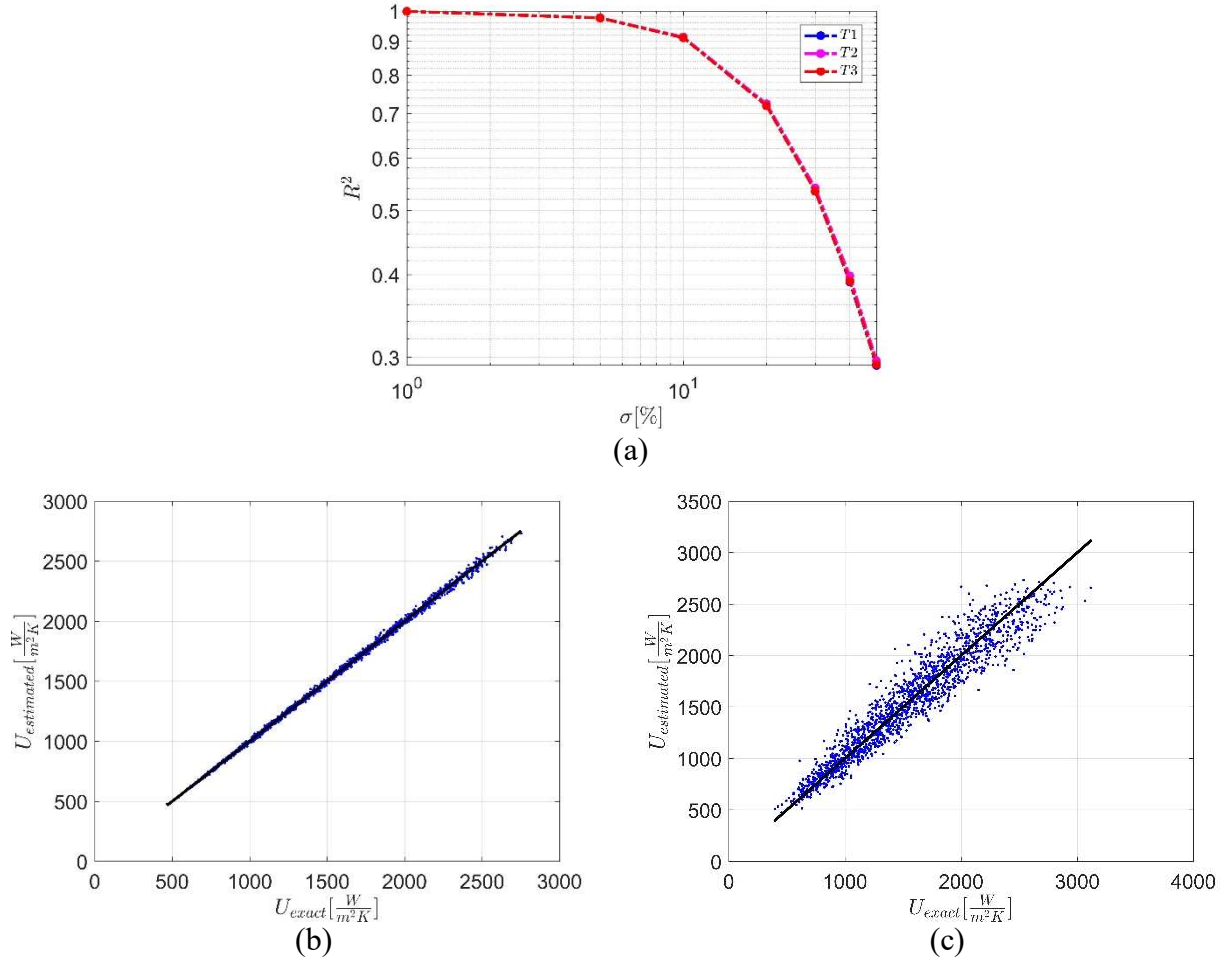 1
0.9
0.8
0.7
0.6
0.5
0.4
0.3
R²
10⁰
10¹
σ[%]
T1
T2
T3
(a)
3000
2500
2000
1500
1000
500
0
U_estimated[W/m²K]
0 500 1000 1500 2000 2500 3000
U_exact[W/m²K]
(b)
3500
3000
2500
2000
1500
1000
500
0
U_estimated[W/m²K]
0 1000 2000 3000 4000
U_exact[W/m²K]
(c)